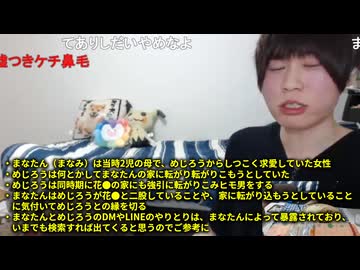 てありしだいやめなよ
嘘つきケチ鼻毛
・まなたん（まなみ）は当時2児の母で、めじろうからしつこく求愛していた女性
・めじろうは何とかしてまなたんの家に転がり転がりこもうとしていた
・めじろうは同時期に花●の家にも強引に転がりこみヒモ男をする
・まなたんはめじろうが花●と二股していることや、家に転がり込もうとしていること
に気付いてめじろうとの縁を切る
・まなたんとめじろうのDMやLINEのやりとりは、まなたんによって暴露されており、
いまでも検索すれば出てくると思うのでご参考に